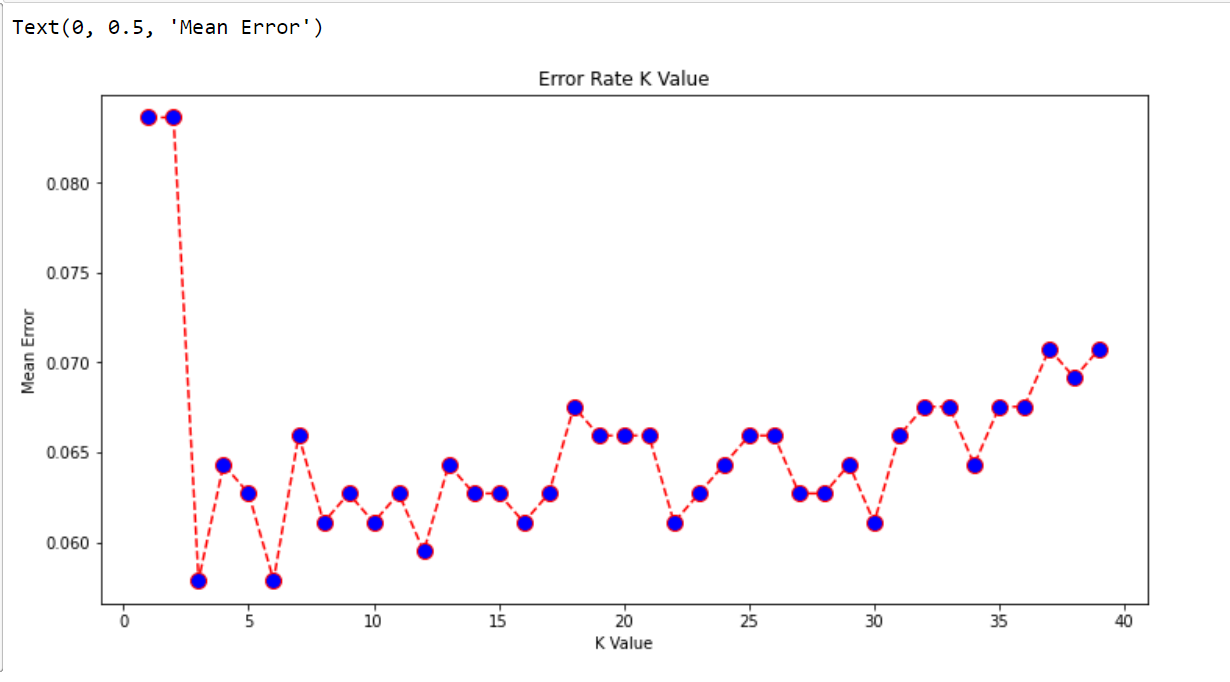 Text(0, 0.5, 'Mean Error')
Error Rate K Value
0.080
0.075
0.070
0.065
0.060
Mean Error
0 5 10 15 20 25 30 35 40
K Value